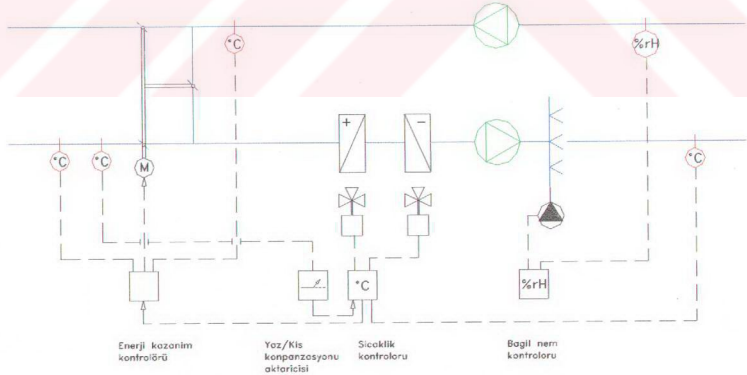 °C
%rH
+
-
°C
°C
M
°C
°C
%rH
Enerji kazanim
kontrolörü
Yaz/Kis
konpanzasyonu
aktaricisi
Sicaklik
kontroloru
Bagil nem
kontroloru